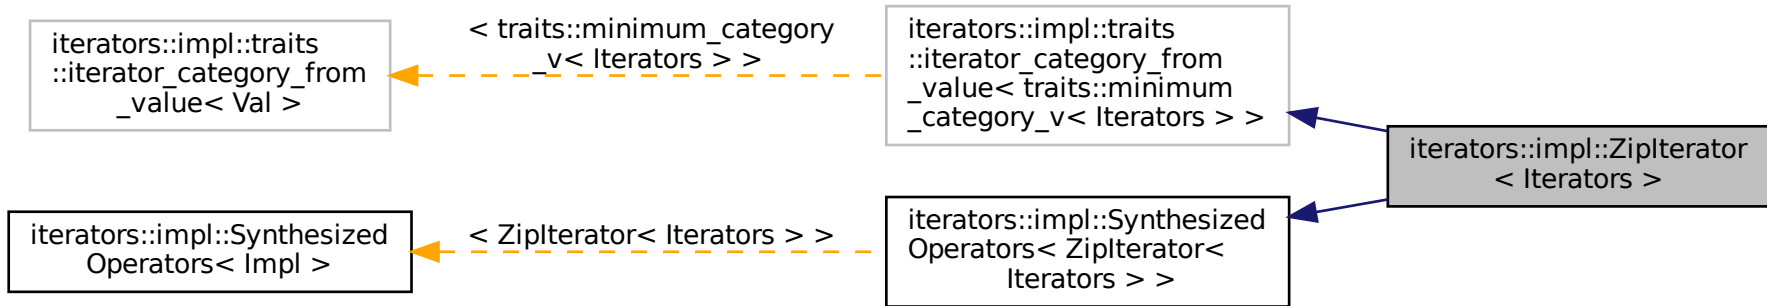 iterators::impl::traits
::iterator_category_from
_value< Val >
< traits::minimum_category
_v< Iterators > >
iterators::impl::traits
::iterator_category_from
_value< traits::minimum
_category_v< Iterators > >
iterators::impl::ZipIterator
< Iterators >
iterators::impl::Synthesized
Operators< Impl >
< ZipIterator< Iterators > >
iterators::impl::Synthesized
Operators< ZipIterator<
Iterators > >